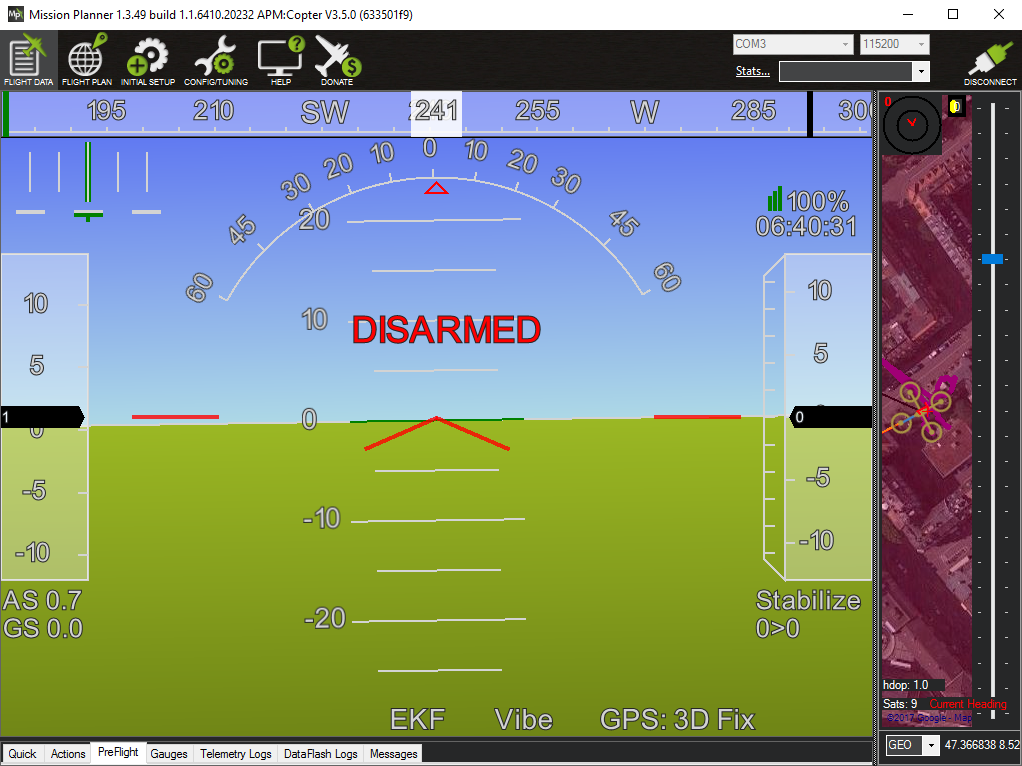 Mission Planner 1.3.49 build 1.1.6410.20232 APM:Copter V3.5.0 (633501f9)
FLIGHT DATA FLIGHT PLAN INITIAL SETUP CONFIG/TUNING HELP DONATE
COM3 115200
Stats...
DISCONNECT
195 210 SW 241 255 W 285 300
0
0
60 45 30 20 10 0 10 20 30 45 60
20
100%
06:40:31
10
5
1
0
-5
-10
10
DISARMED
0
-10
-20
10
5
0
-5
-10
AS 0.7
GS 0.0
Stabilize
0>0
EKF Vibe GPS: 3D Fix
hdop: 1.0
Sats: 9 Current Heading
©2017 Google - Map
GEO 47.366838 8.52
Quick Actions PreFlight Gauges Telemetry Logs DataFlash Logs Messages